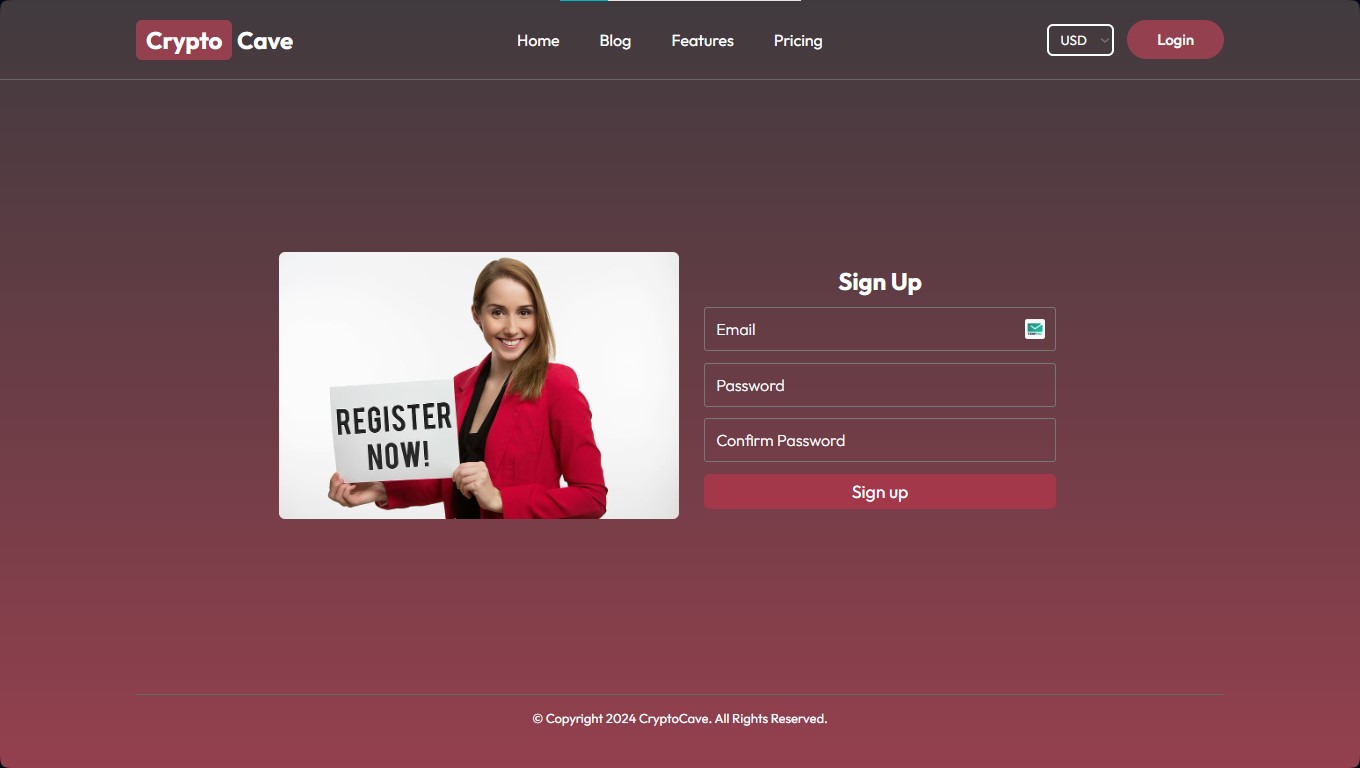 Crypto Cave
Home
Blog
Features
Pricing
USD
Login
REGISTER
NOW!
Sign Up
Email
Password
Confirm Password
Sign up
© Copyright 2024 CryptoCave. All Rights Reserved.